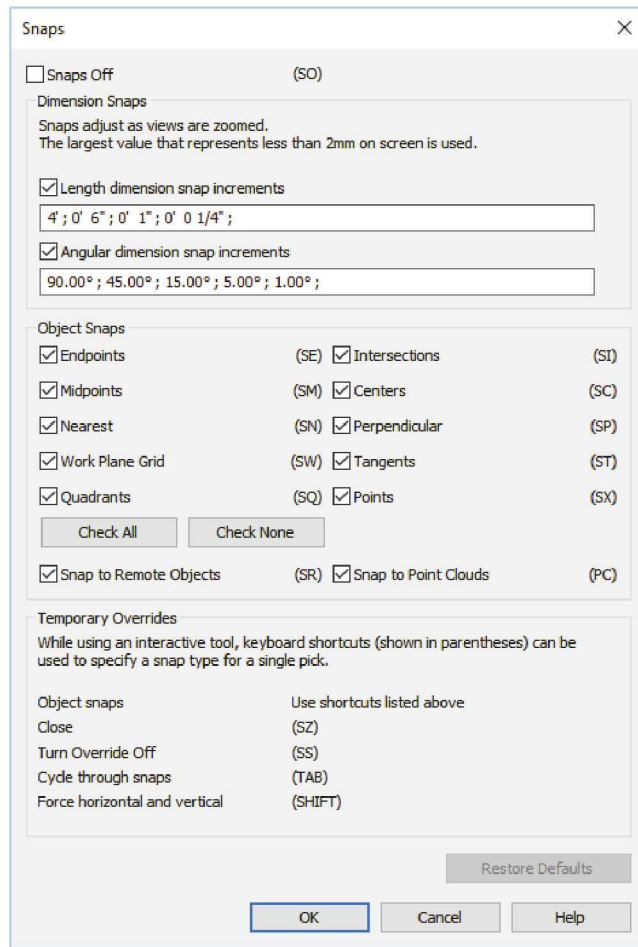 Snaps
Snaps Off (SO)
Dimension Snaps
Snaps adjust as views are zoomed.
The largest value that represents less than 2mm on screen is used.
Length dimension snap increments
4' ; 0' 6" ; 0' 1" ; 0' 0 1/4" ;
Angular dimension snap increments
90.00° ; 45.00° ; 15.00° ; 5.00° ; 1.00° ;
Object Snaps
Endpoints (SE) Intersections (SI)
Midpoints (SM) Centers (SC)
Nearest (SN) Perpendicular (SP)
Work Plane Grid (SW) Tangents (ST)
Quadrants (SQ) Points (SX)
Check All Check None
Snap to Remote Objects (SR) Snap to Point Clouds (PC)
Temporary Overrides
While using an interactive tool, keyboard shortcuts (shown in parentheses) can be
used to specify a snap type for a single pick.
Object snaps Use shortcuts listed above
Close (SZ)
Turn Override Off (SS)
Cycle through snaps (TAB)
Force horizontal and vertical (SHIFT)
Restore Defaults
OK Cancel Help